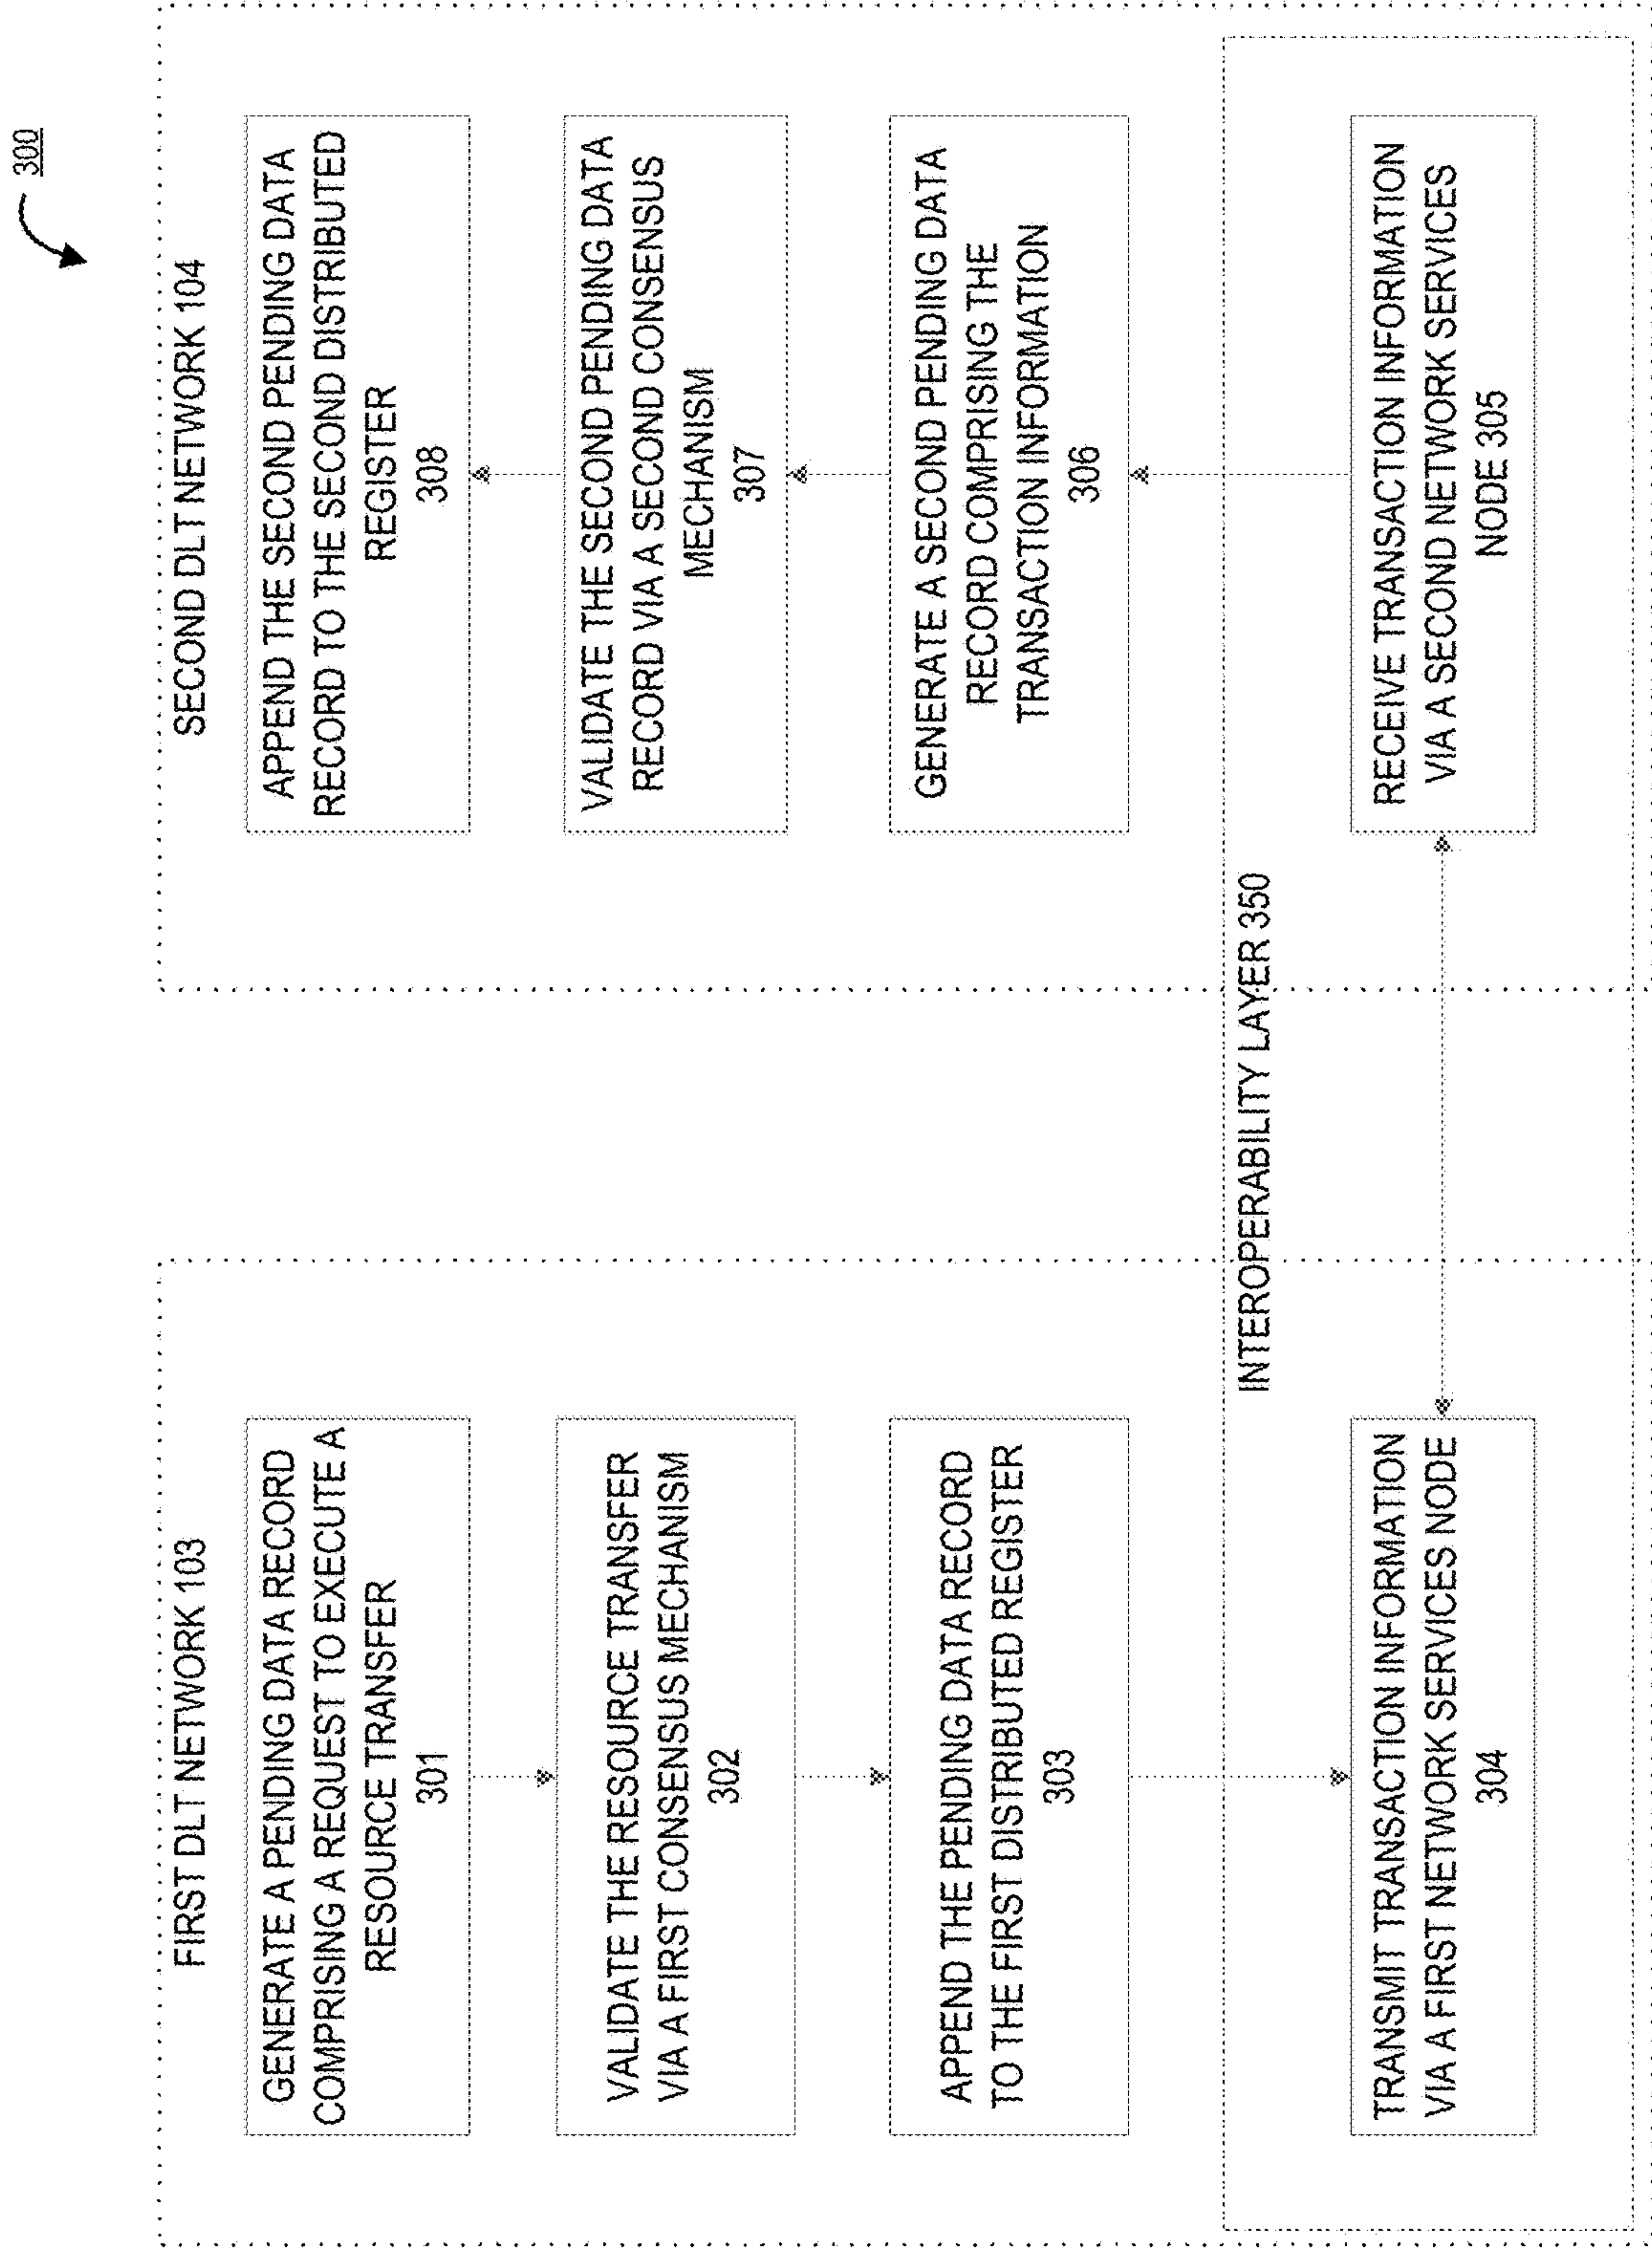 300
FIRST DLT NETWORK 103
GENERATE A PENDING DATA RECORD
COMPRISING A REQUEST TO EXECUTE A
RESOURCE TRANSFER
301
VALIDATE THE RESOURCE TRANSFER
VIA A FIRST CONSENSUS MECHANISM
302
APPEND THE PENDING DATA RECORD
TO THE FIRST DISTRIBUTED REGISTER
303
TRANSMIT TRANSACTION INFORMATION
VIA A FIRST NETWORK SERVICES NODE
304
INTEROPERABILITY LAYER 350
SECOND DLT NETWORK 104
APPEND THE SECOND PENDING DATA
RECORD TO THE SECOND DISTRIBUTED
REGISTER
308
VALIDATE THE SECOND PENDING DATA
RECORD VIA A SECOND CONSENSUS
MECHANISM
307
GENERATE A SECOND PENDING DATA
RECORD COMPRISING THE
TRANSACTION INFORMATION
306
RECEIVE TRANSACTION INFORMATION
VIA A SECOND NETWORK SERVICES
NODE 305